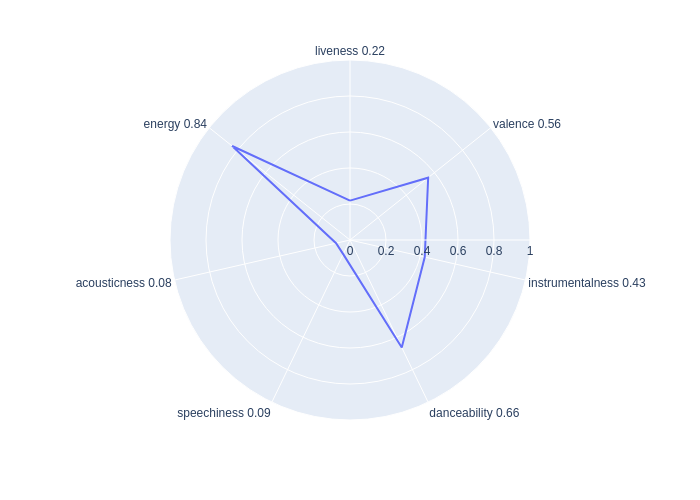 liveness 0.22
energy 0.84
valence 0.56
0 0.2 0.4 0.6 0.8 1
acousticness 0.08
instrumentalness 0.43
speechiness 0.09
danceability 0.66